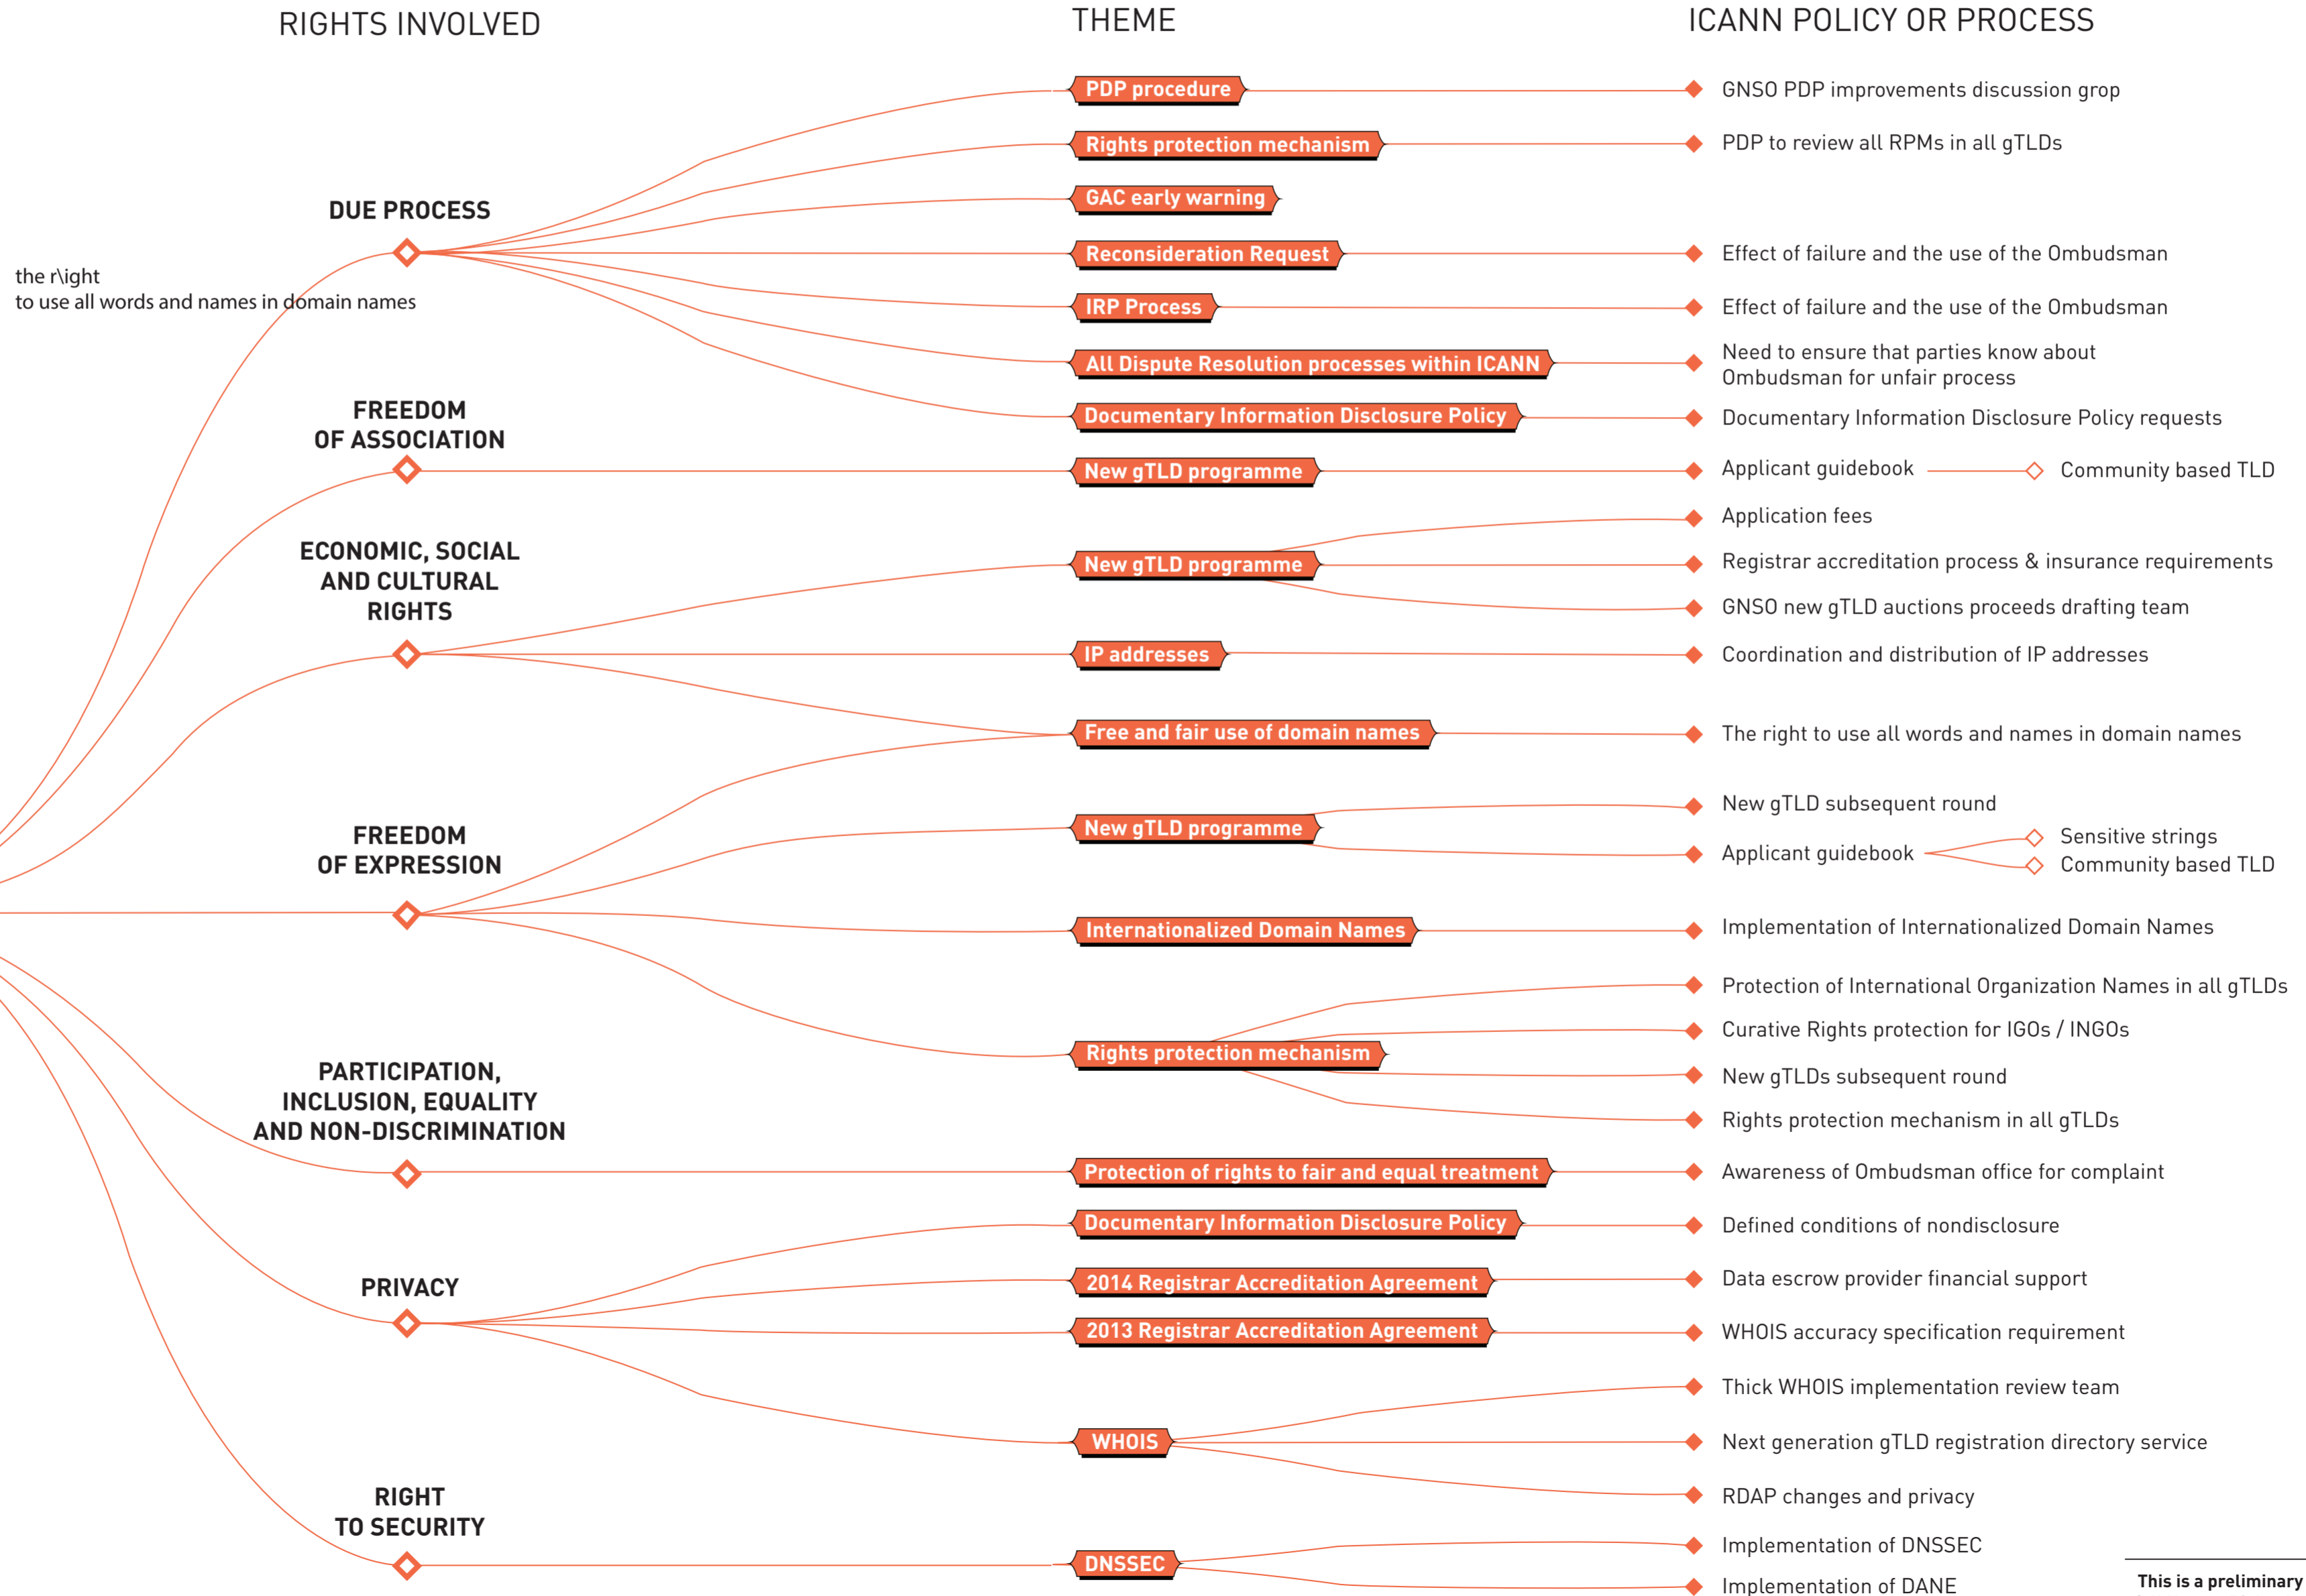 RIGHTS INVOLVED
THEME
ICANN POLICY OR PROCESS
the r\ight
to use all words and names in domain names
DUE PROCESS
PDP procedure
GNSO PDP improvements discussion grop
Rights protection mechanism
PDP to review all RPMs in all gTLDs
GAC early warning
Reconsideration Request
Effect of failure and the use of the Ombudsman
IRP Process
Effect of failure and the use of the Ombudsman
All Dispute Resolution processes within ICANN
Need to ensure that parties know about
Ombudsman for unfair process
Documentary Information Disclosure Policy
Documentary Information Disclosure Policy requests
FREEDOM
OF ASSOCIATION
New gTLD programme
Applicant guidebook
Community based TLD
ECONOMIC, SOCIAL
AND CULTURAL
RIGHTS
New gTLD programme
Application fees
Registrar accreditation process & insurance requirements
GNSO new gTLD auctions proceeds drafting team
IP addresses
Coordination and distribution of IP addresses
Free and fair use of domain names
The right to use all words and names in domain names
FREEDOM
OF EXPRESSION
New gTLD programme
New gTLD subsequent round
Applicant guidebook
Sensitive strings
Community based TLD
Internationalized Domain Names
Implementation of Internationalized Domain Names
Rights protection mechanism
Protection of International Organization Names in all gTLDs
Curative Rights protection for IGOs / INGOs
New gTLDs subsequent round
Rights protection mechanism in all gTLDs
PARTICIPATION,
INCLUSION, EQUALITY
AND NON-DISCRIMINATION
Protection of rights to fair and equal treatment
Awareness of Ombudsman office for complaint
PRIVACY
Documentary Information Disclosure Policy
Defined conditions of nondisclosure
2014 Registrar Accreditation Agreement
Data escrow provider financial support
2013 Registrar Accreditation Agreement
WHOIS accuracy specification requirement
WHOIS
Thick WHOIS implementation review team
Next generation gTLD registration directory service
RDAP changes and privacy
RIGHT
TO SECURITY
DNSSEC
Implementation of DNSSEC
Implementation of DANE
This is a preliminary